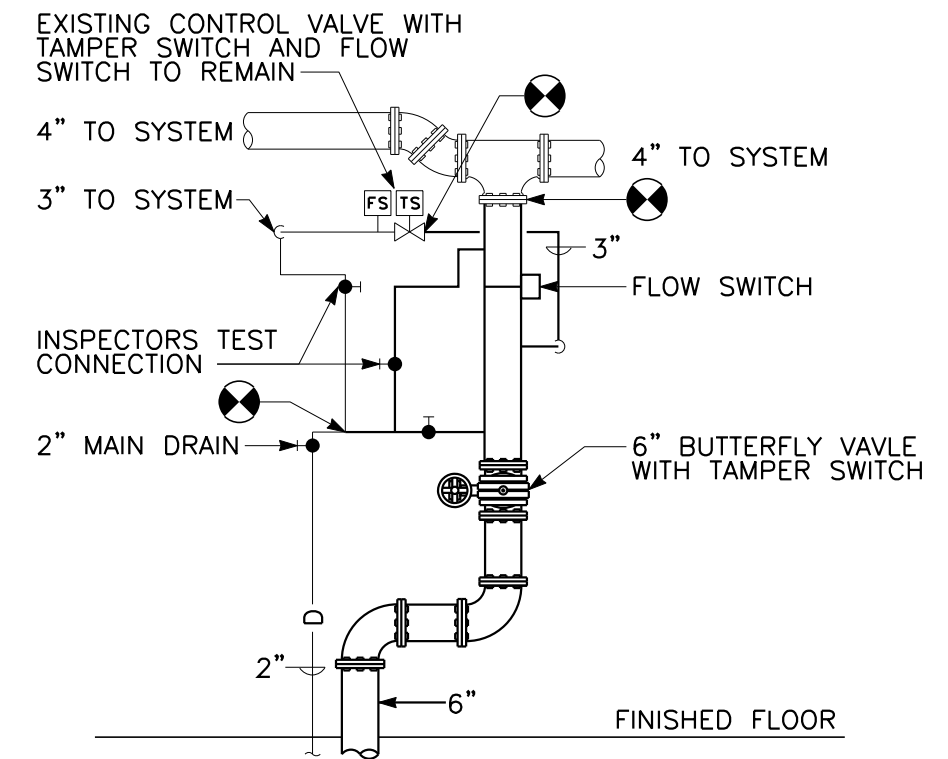 EXISTING CONTROL VALVE WITH
TAMPER SWITCH AND FLOW
SWITCH TO REMAIN
4" TO SYSTEM
4" TO SYSTEM
3" TO SYSTEM
FS
TS
3"
FLOW SWITCH
INSPECTORS TEST
CONNECTION
2" MAIN DRAIN
6" BUTTERFLY VAVLE
WITH TAMPER SWITCH
D
2"
6"
FINISHED FLOOR